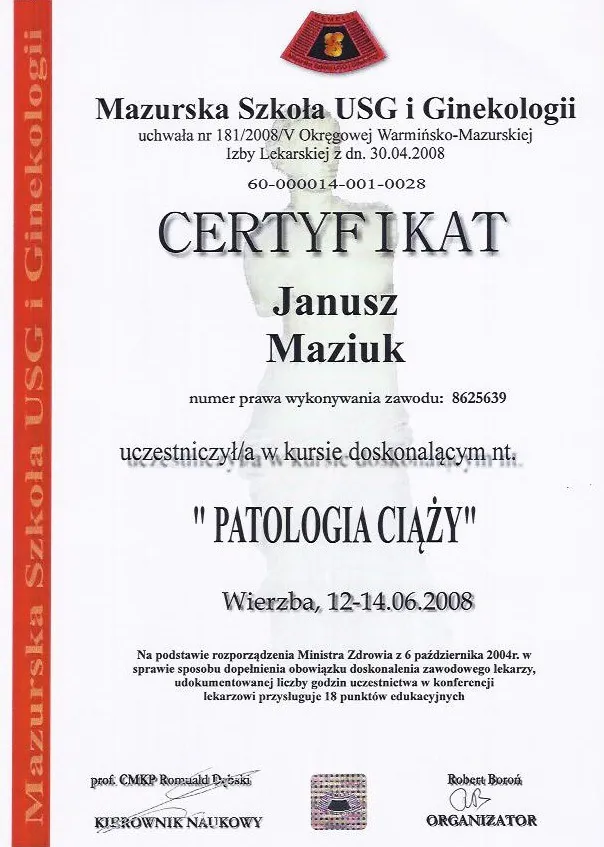 Mazurska Szkoła USG i Ginekologii
Mazurska Szkoła USG i Ginekologii
uchwała nr 181/2008/V Okręgowej Warmińsko-Mazurskiej
Izby Lekarskiej z dn. 30.04.2008
60-000014-001-0028
CERTYFIKAT
Janusz
Maziuk
numer prawa wykonywania zawodu: 8625639
uczestniczył/a w kursie doskonalącym nt.
" PATOLOGIA CIĄŻY"
Wierzba, 12-14.06.2008
Na podstawie rozporządzenia Ministra Zdrowia z 6 października 2004r. w
sprawie sposobu dopełnienia obowiązku doskonalenia zawodowego lekarzy,
udokumentowanej liczby godzin uczestnictwa w konferencji
lekarzowi przysługuje 18 punktów edukacyjnych
prof. CMKP Romuald Dębski
KIEROWNIK NAUKOWY
Robert Boroń
ORGANIZATOR